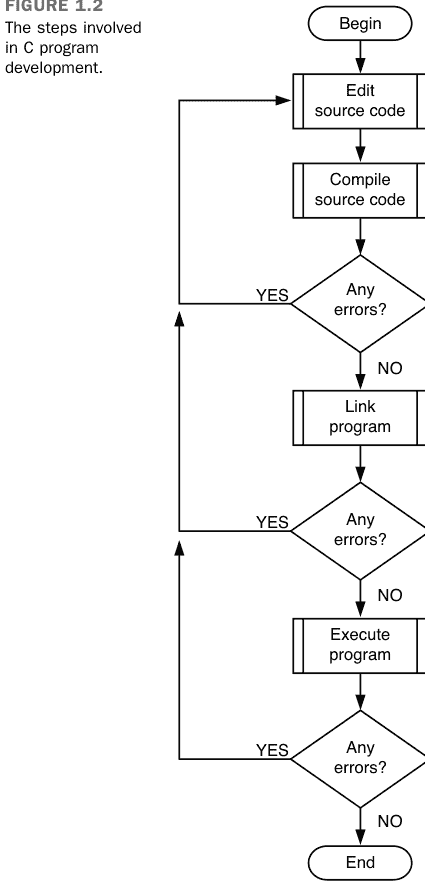 FIGURE 1.2
The steps involved
in C program
development.
Begin
Edit
source code
Compile
source code
YES
Any
errors?
NO
Link
program
YES
Any
errors?
NO
Execute
program
YES
Any
errors?
NO
End